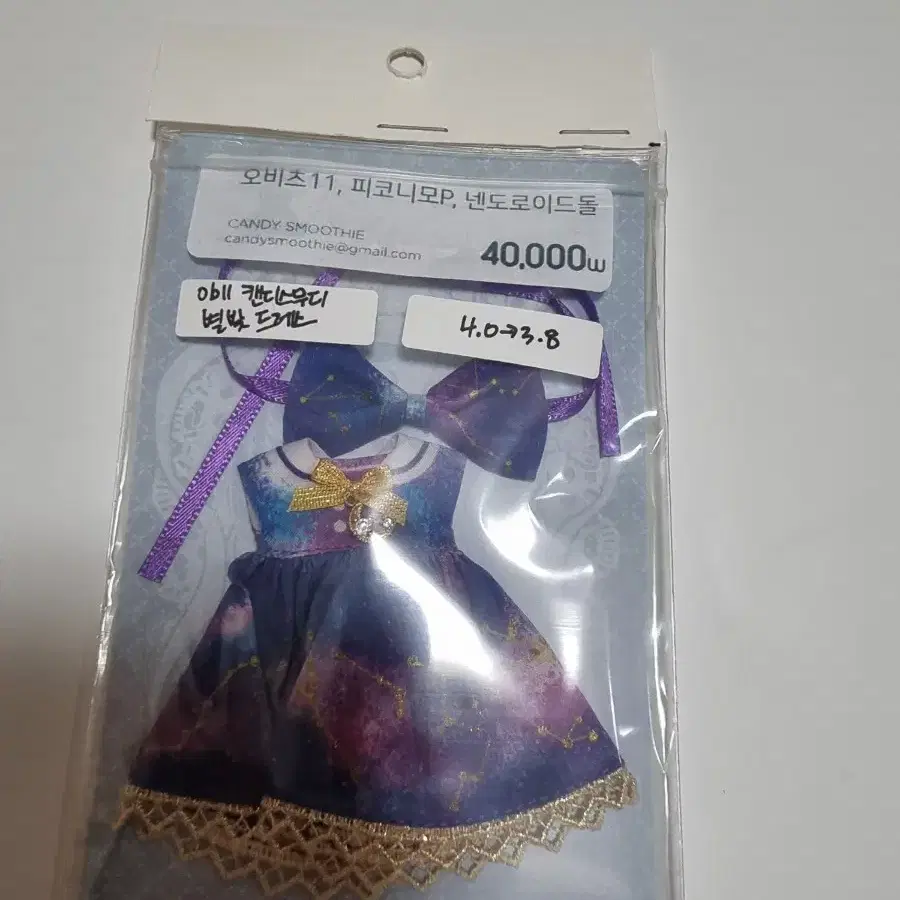 오비츠11, 피코니모P, 넨도로이드돌
CANDY SMOOTHIE
candysmoothie@gmail.com
40,000w
ob11 캔디스무디
별밤 드레스
4.0→3.8